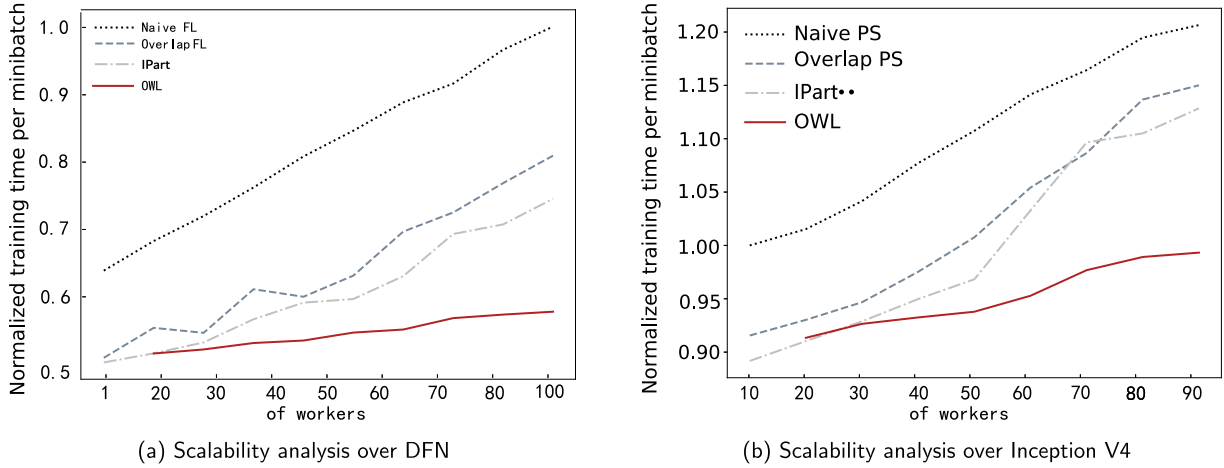 Normalized training time per minibatch
1.0
0.9
0.8
0.7
0.6
0.5
Naive FL
Overlap FL
IPart
OWL
1 20 30 40 50 60 70 80 90 100
of workers
(a) Scalability analysis over DFN
Normalized training time per minibatch
1.20
1.15
1.10
1.05
1.00
0.95
0.90
Naive PS
Overlap PS
IPart••
OWL
10 20 30 40 50 60 70 80 90
of workers
(b) Scalability analysis over Inception V4